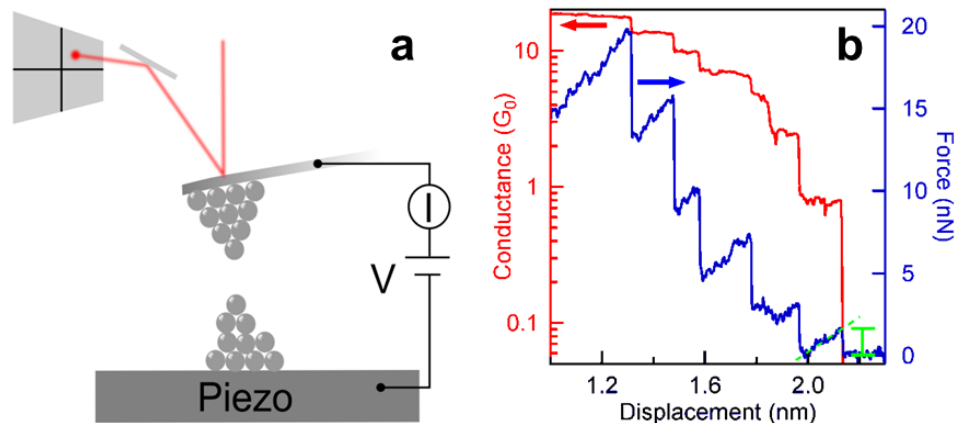 a
I
V
Piezo
b
Conductance (G₀)
10
1
0.1
Force (nN)
20
15
10
5
0
1.2
1.6
2.0
Displacement (nm)